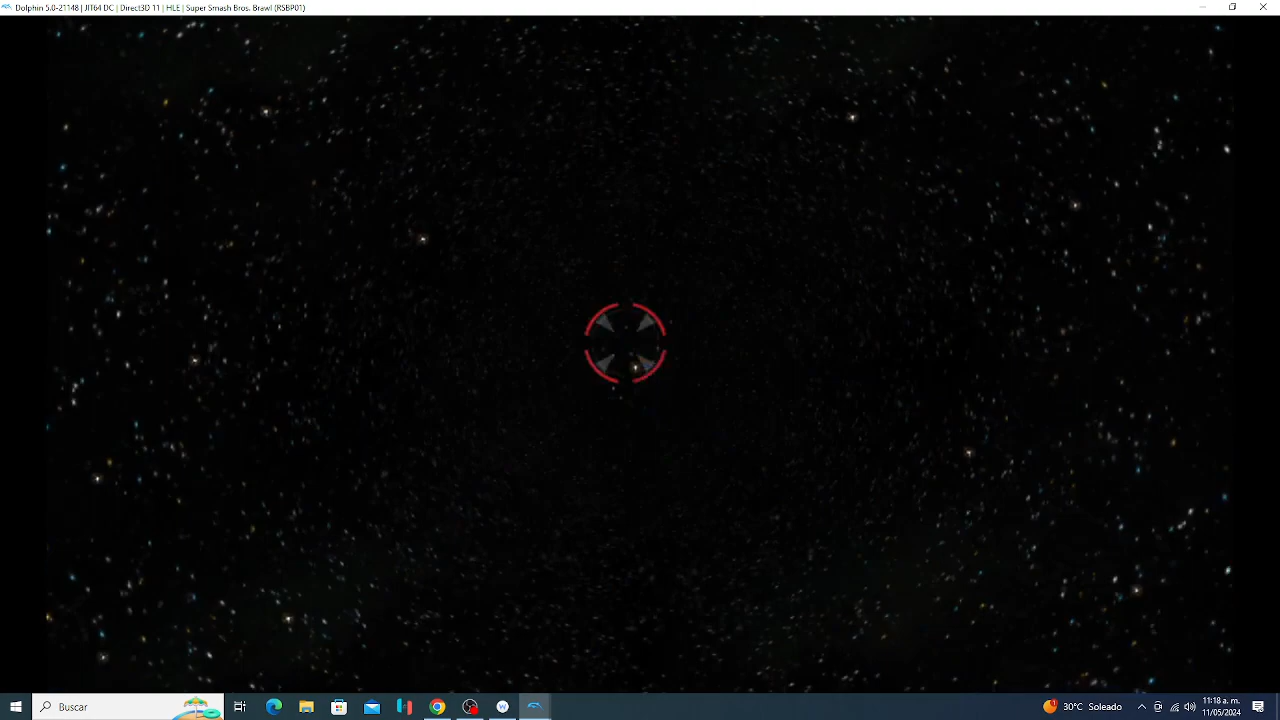 Dolphin 5.0-21148 | JIT64 DC | Direct3D 11 | HLE | Super Smash Bros. Brawl (RSBP01)
Buscar
30°C Soleado
11:18 a. m.
11/05/2024